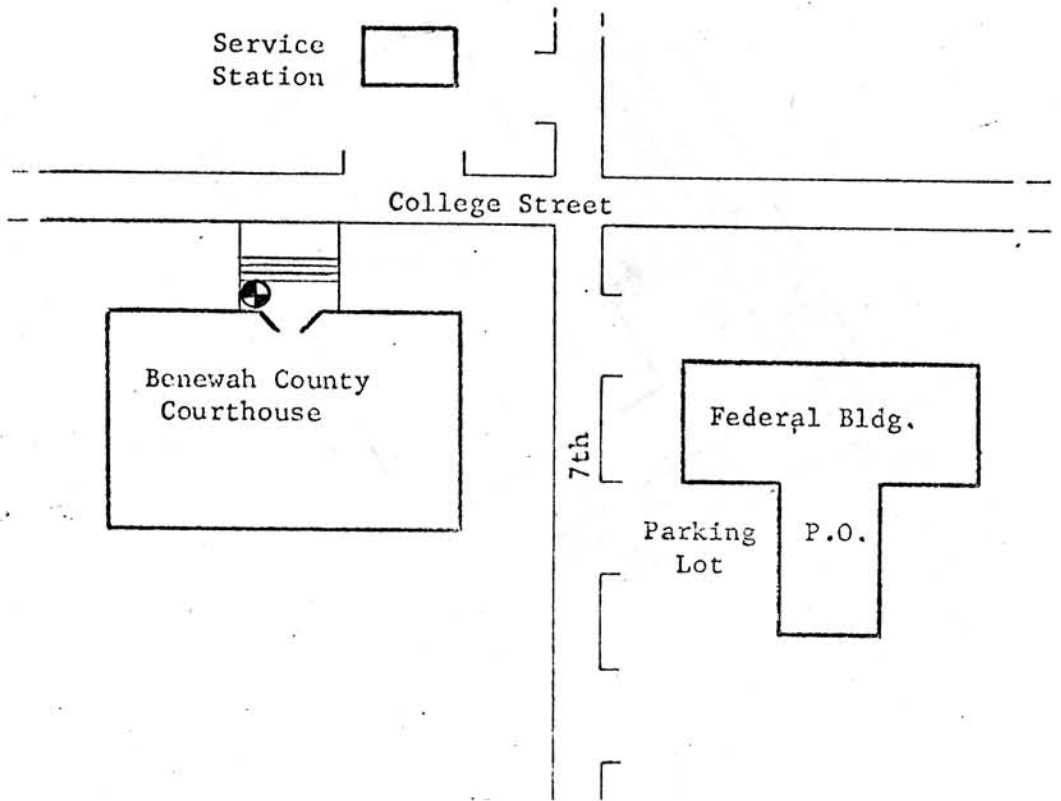 Service
Station
College Street
Benewah County
Courthouse
7th
Federal Bldg.
Parking
Lot
P.O.